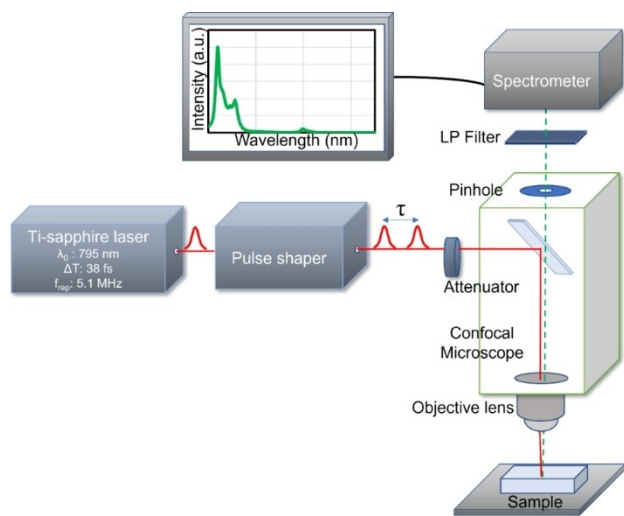 Intensity (a.u.)
Wavelength (nm)
Spectrometer
LP Filter
Pinhole
Ti-sapphire laser
λ0 : 795 nm
ΔT: 38 fs
frep: 5.1 MHz
Pulse shaper
τ
Attenuator
Confocal
Microscope
Objective lens
Sample